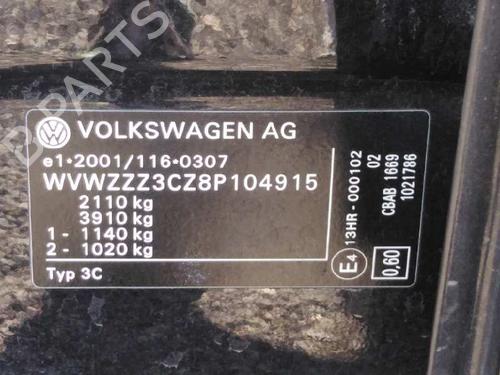 VOLKSWAGEN AG
e1*2001/116*0307
WVWZZZ3CZ8P104915
2110 kg
3910 kg
1 - 1140 kg
2 - 1020 kg
Typ 3C
E4
13HR-000102
02
CBAB 1669
1021786
0,60
B-PARTS